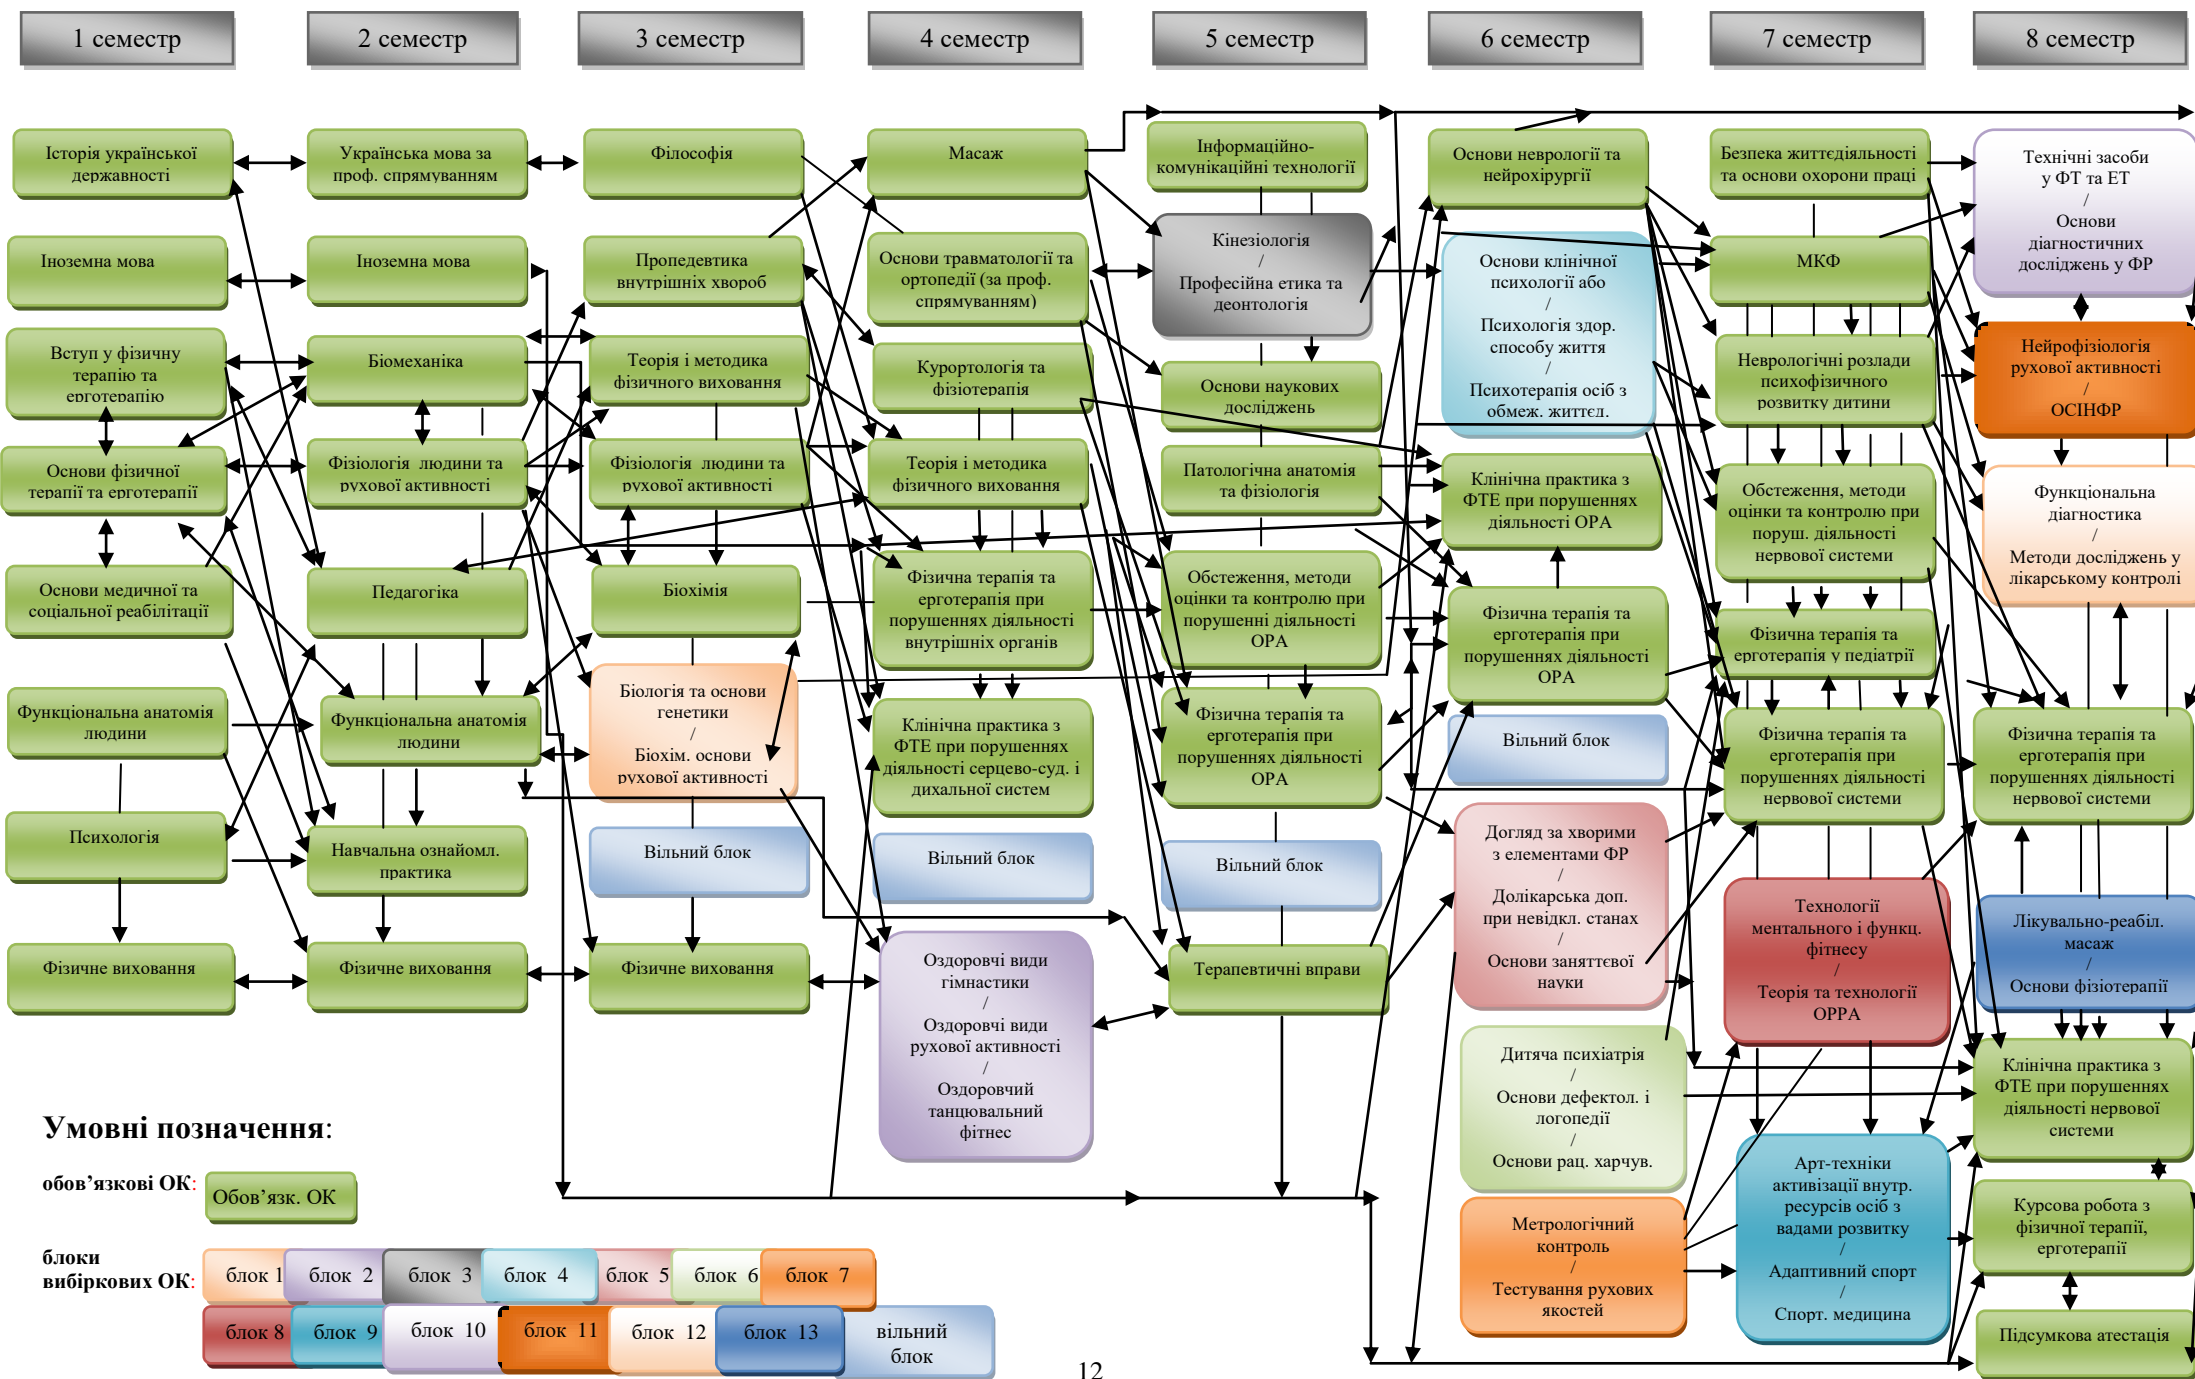 1 семестр
2 семестр
3 семестр
4 семестр
5 семестр
6 семестр
7 семестр
8 семестр
Історія української
державності
Іноземна мова
Вступ у фізичну
терапію та
ерготерапію
Основи фізичної
терапії та ерготерапії
Основи медичної та
соціальної реабілітації
Функціональна анатомія
людини
Психологія
Фізичне виховання
Українська мова за
проф. спрямуванням
Іноземна мова
Біомеханіка
Фізіологія людини та
рухової активності
Педагогіка
Функціональна анатомія
людини
Навчальна ознайомл.
практика
Фізичне виховання
Філософія
Пропедевтика
внутрішніх хвороб
Теорія і методика
фізичного виховання
Фізіологія людини та
рухової активності
Біохімія
Біологія та основи
генетики
/
Біохім. основи
рухової активності
Вільний блок
Фізичне виховання
Масаж
Основи травматології та
ортопедії (за проф.
спрямуванням)
Курортологія та
фізіотерапія
Теорія і методика
фізичного виховання
Фізична терапія та
ерготерапія при
порушеннях діяльності
внутрішніх органів
Клінічна практика з
ФТЕ при порушеннях
діяльності серцево-суд. і
дихальної систем
Вільний блок
Оздоровчі види
гімнастики
/
Оздоровчі види
рухової активності
/
Оздоровчий
танцювальний
фітнес
Інформаційно-
комунікаційні технології
Кінезіологія
/
Професійна етика та
деонтологія
Основи наукових
досліджень
Патологічна анатомія
та фізіологія
Обстеження, методи
оцінки та контролю при
порушенні діяльності
ОРА
Фізична терапія та
ерготерапія при
порушеннях діяльності
ОРА
Вільний блок
Терапевтичні вправи
Основи неврології та
нейрохірургії
Основи клінічної
психології або
/
Психологія здор.
способу життя
/
Психотерапія осіб з
обмеж. життєд.
Клінічна практика з
ФТЕ при порушеннях
діяльності ОРА
Фізична терапія та
ерготерапія при
порушеннях діяльності
ОРА
Вільний блок
Догляд за хворими
з елементами ФР
/
Долікарська доп.
при невідкл. станах
/
Основи заняттєвої
науки
Дитяча психіатрія
/
Основи дефектол. і
логопедії
/
Основи рац. харчув.
Метрологічний
контроль
/
Тестування рухових
якостей
Безпека життєдіяльності
та основи охорони праці
МКФ
Неврологічні розлади
психофізичного
розвитку дитини
Обстеження, методи
оцінки та контролю при
поруш. діяльності
нервової системи
Фізична терапія та
ерготерапія у педіатрії
Фізична терапія та
ерготерапія при
порушеннях діяльності
нервової системи
Технології
ментального і функц.
фітнесу
/
Теорія та технології
ОРРА
Арт-техніки
активізації внутр.
ресурсів осіб з
вадами розвитку
/
Адаптивний спорт
/
Спорт. медицина
Технічні засоби
у ФТ та ЕТ
/
Основи
діагностичних
досліджень у ФР
Нейрофізіологія
рухової активності
/
ОСІНФР
Функціональна
діагностика
/
Методи досліджень у
лікарському контролі
Фізична терапія та
ерготерапія при
порушеннях діяльності
нервової системи
Лікувально-реабіл.
масаж
/
Основи фізіотерапії
Клінічна практика з
ФТЕ при порушеннях
діяльності нервової
системи
Курсова робота з
фізичної терапії,
ерготерапії
Підсумкова атестація
Умовні позначення:
обов’язкові ОК:
Обов’язк. ОК
блоки
вибіркових ОК:
блок 1
блок 2
блок 3
блок 4
блок 5
блок 6
блок 7
блок 8
блок 9
блок 10
блок 11
блок 12
блок 13
вільний
блок
12